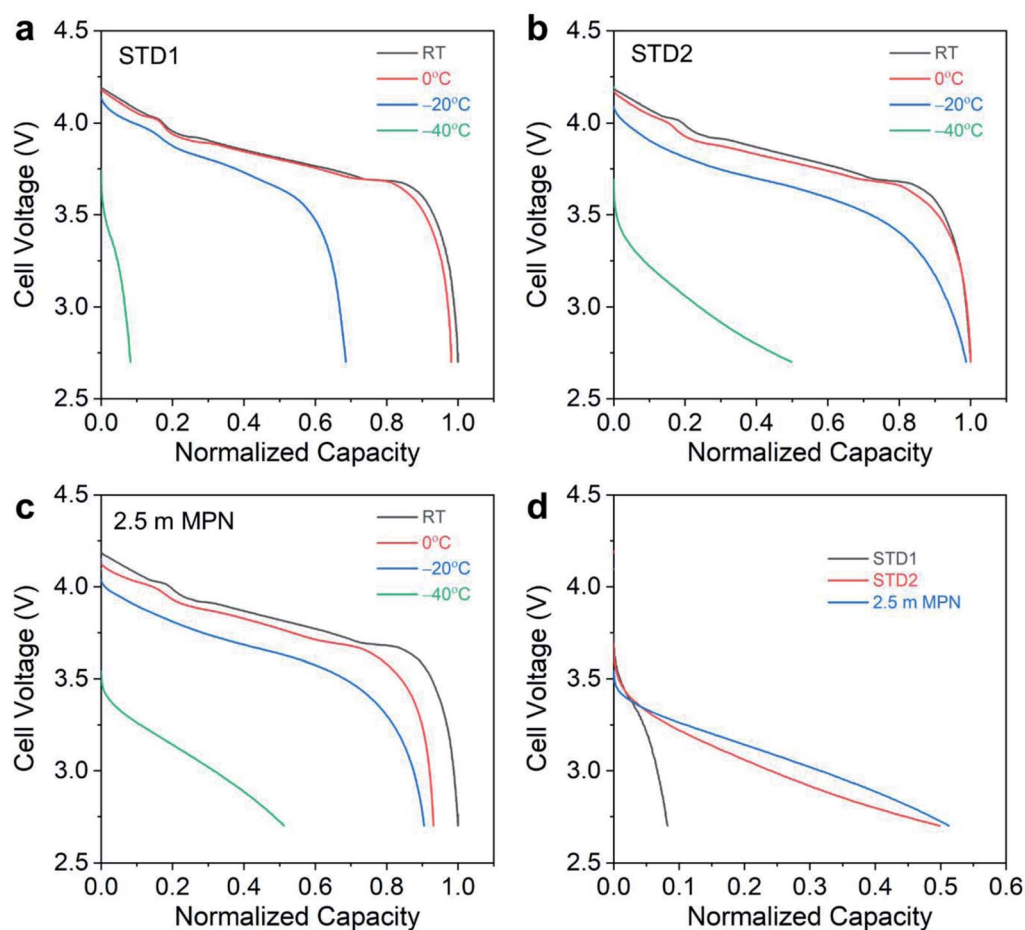 a
STD1
RT
0°C
−20°C
−40°C
4.5
4.0
3.5
3.0
2.5
Cell Voltage (V)
0.0 0.2 0.4 0.6 0.8 1.0
Normalized Capacity
b
STD2
RT
0°C
−20°C
−40°C
4.5
4.0
3.5
3.0
2.5
Cell Voltage (V)
0.0 0.2 0.4 0.6 0.8 1.0
Normalized Capacity
c
2.5 m MPN
RT
0°C
−20°C
−40°C
4.5
4.0
3.5
3.0
2.5
Cell Voltage (V)
0.0 0.2 0.4 0.6 0.8 1.0
Normalized Capacity
d
STD1
STD2
2.5 m MPN
4.5
4.0
3.5
3.0
2.5
Cell Voltage (V)
0.0 0.1 0.2 0.3 0.4 0.5 0.6
Normalized Capacity